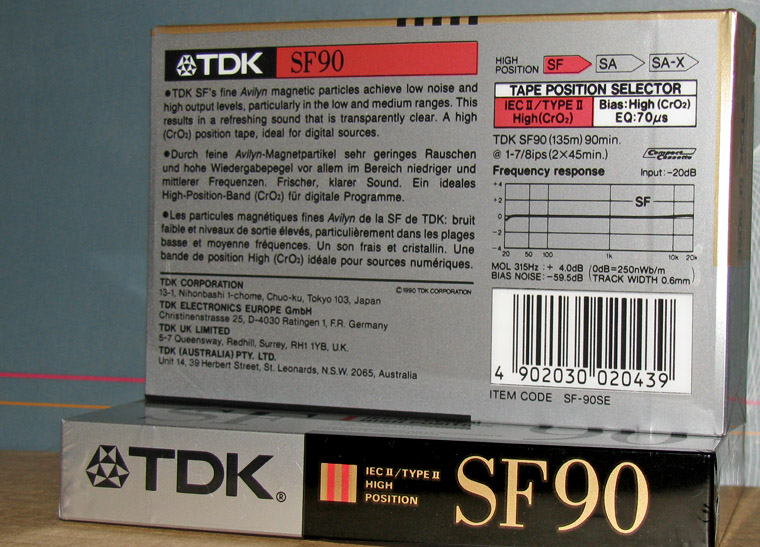 TDK SF90
• TDK SF's fine Avilyn magnetic particles achieve low noise and
high output levels, particularly in the low and medium ranges. This
results in a refreshing sound that is transparently clear. A high
(CrO₂) position tape, ideal for digital sources.
• Durch feine Avilyn-Magnetpartikel sehr geringes Rauschen
und hohe Wiedergabepegel vor allem im Bereich niedriger und
mittlerer Frequenzen. Frischer, klarer Sound. Ein ideales
High-Position-Band (CrO₂) für digitale Programme.
• Les particules magnétiques fines Avilyn de la SF de TDK: bruit
faible et niveaux de sortie élevés, particulièrement dans les plages
basse et moyenne fréquences. Un son frais et cristallin. Une
bande de position High (CrO₂) idéale pour sources numériques.
TDK CORPORATION
© 1990 TDK CORPORATION
13-1, Nihonbashi 1-chome, Chuo-ku, Tokyo 103, Japan
TDK ELECTRONICS EUROPE GmbH
Christinenstrasse 25, D-4030 Ratingen 1, F.R. Germany
TDK UK LIMITED
5-7 Queensway, Redhill, Surrey, RH1 1YB, U.K.
TDK (AUSTRALIA) PTY. LTD.
Unit 14, 39 Herbert Street, St. Leonards, N.S.W. 2065, Australia
HIGH
POSITION
SF SA SA-X
TAPE POSITION SELECTOR
IEC II/TYPE II
High(CrO₂)
Bias: High (CrO₂)
EQ: 70µs
TDK SF90 (135m) 90min.
@ 1-7/8ips (2×45min.)
Compact
Cassette
Frequency response Input: -20dB
+4
+2
0
-2
-4
SF
20 50 100 1k 10k 20k
MOL 315Hz : + 4.0dB
BIAS NOISE: -59.5dB
(0dB=250nWb/m
TRACK WIDTH 0.6mm)
4 902030 020439
ITEM CODE SF-90SE
TDK®
IEC II/TYPE II
HIGH
POSITION
SF90